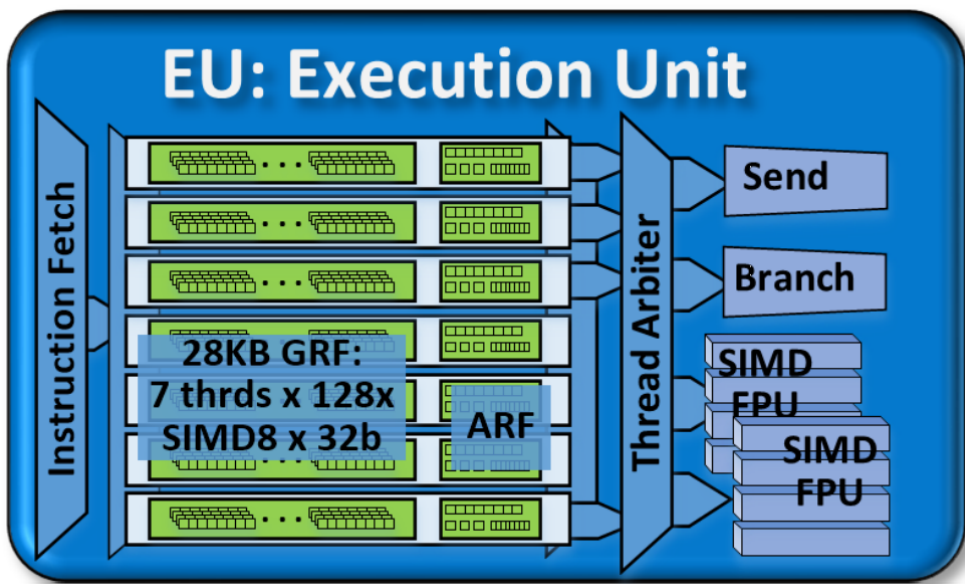 EU: Execution Unit
Instruction Fetch
28KB GRF:
7 thrds x 128x
SIMD8 x 32b
ARF
Thread Arbiter
Send
Branch
SIMD
FPU
SIMD
FPU